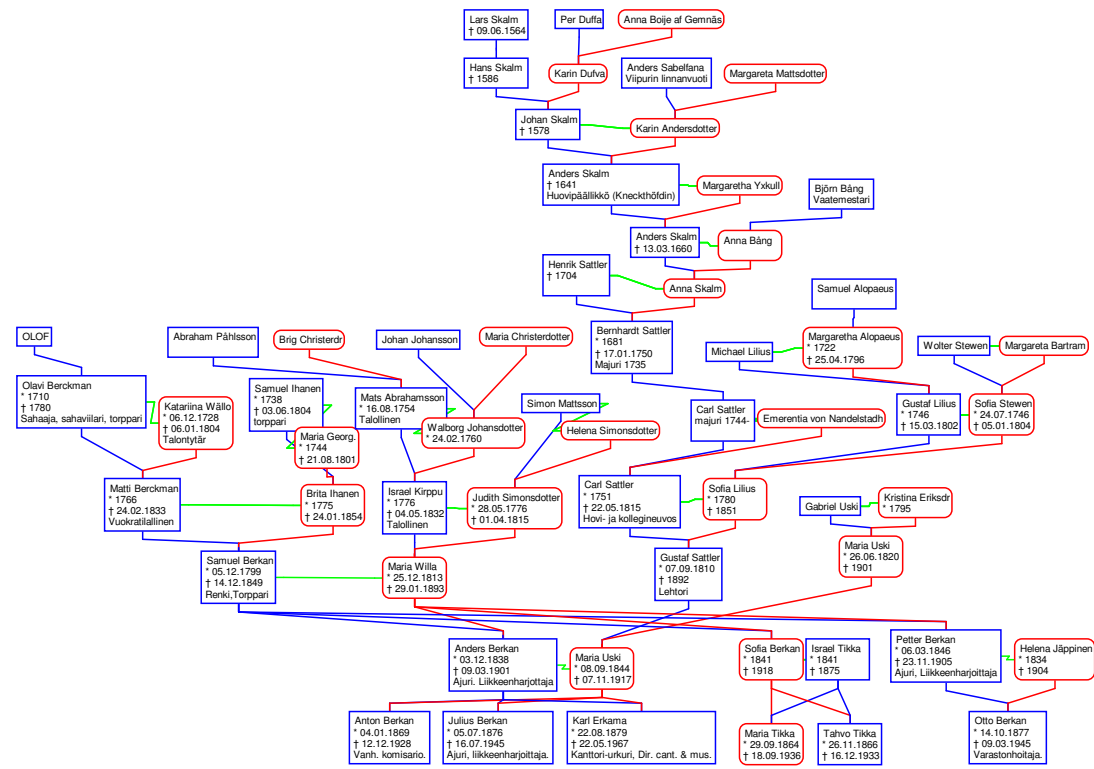 Lars Skalm
† 09.06.1564
Per Duffa
Anna Boije af Gemnäs
Hans Skalm
† 1586
Karin Dufva
Anders Sabelfana
Viipurin linnanvuoti
Margareta Mattsdotter
Johan Skalm
† 1578
Karin Andersdotter
Anders Skalm
† 1641
Huovipäällikkö (Kneckthöfdin)
Margaretha Yxkull
Björn Bång
Vaatemestari
Anders Skalm
† 13.03.1660
Anna Bång
Henrik Sattler
† 1704
Anna Skalm
Samuel Alopaeus
OLOF
Abraham Påhlsson
Brig Christerdr
Johan Johansson
Maria Christerdotter
Bernhardt Sattler
* 1681
† 17.01.1750
Majuri 1735
Michael Lilius
Margaretha Alopaeus
* 1722
† 25.04.1796
Wolter Stewen
Margareta Bartram
Olavi Berckman
* 1710
† 1780
Sahaaja, sahaviilari, torppari
Katariina Wällo
* 06.12.1728
† 06.01.1804
Talontytär
Samuel Ihanen
* 1738
† 03.06.1804
torppari
Maria Georg.
* 1744
† 21.08.1801
Mats Abrahamsson
* 16.08.1754
Talollinen
Walborg Johansdotter
* 24.02.1760
Simon Mattsson
Helena Simonsdotter
Carl Sattler
majuri 1744-
Emerentia von Nandelstadh
Gustaf Lilius
* 1746
† 15.03.1802
Sofia Stewen
* 24.07.1746
† 05.01.1804
Matti Berckman
* 1766
† 24.02.1833
Vuokratilallinen
Brita Ihanen
* 1775
† 24.01.1854
Israel Kirppu
* 1776
† 04.05.1832
Talollinen
Judith Simonsdotter
* 28.05.1776
† 01.04.1815
Carl Sattler
* 1751
† 22.05.1815
Hovi- ja kollegineuvos
Sofia Lilius
* 1780
† 1851
Gabriel Uski
Kristina Eriksdr
* 1795
Samuel Berkan
* 05.12.1799
† 14.12.1849
Renki,Torppari
Maria Willa
* 25.12.1813
† 29.01.1893
Gustaf Sattler
* 07.09.1810
† 1892
Lehtori
Maria Uski
* 26.06.1820
† 1901
Anders Berkan
* 03.12.1838
† 09.03.1901
Ajuri. Liikkeenharjottaja
Maria Uski
* 08.09.1844
† 07.11.1917
Sofia Berkan
* 1841
† 1918
Israel Tikka
* 1841
† 1875
Petter Berkan
* 06.03.1846
† 23.11.1905
Ajuri, Liikkeenharjottaja
Helena Jäppinen
* 1834
† 1904
Anton Berkan
* 04.01.1869
† 12.12.1928
Vanh. komisario.
Julius Berkan
* 05.07.1876
† 16.07.1945
Ajuri, liikkeenharjoittaja.
Karl Erkama
* 22.08.1879
† 22.05.1967
Kanttori-urkuri, Dir. cant. & mus.
Maria Tikka
* 29.09.1864
† 18.09.1936
Tahvo Tikka
* 26.11.1866
† 16.12.1933
Otto Berkan
* 14.10.1877
† 09.03.1945
Varastonhoitaja.